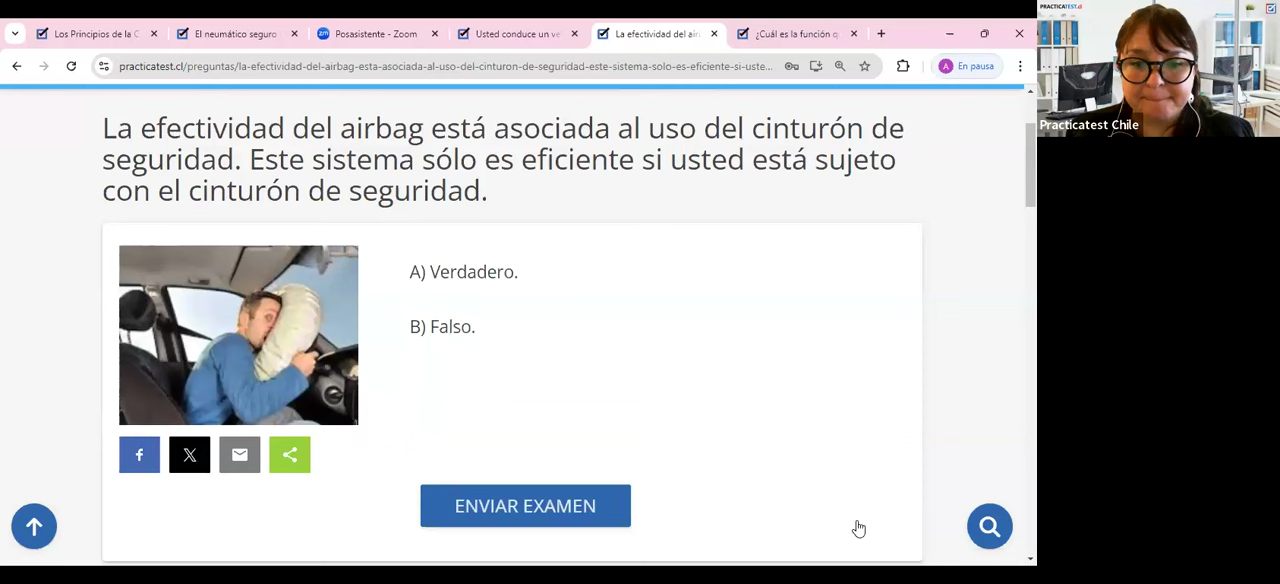 Los Principios de la C
El neumático seguro
Posasistente - Zoom
Usted conduce un ve
La efectividad del air
¿Cuál es la función q
practicatest.cl/preguntas/la-efectividad-del-airbag-esta-asociada-al-uso-del-cinturon-de-seguridad-este-sistema-solo-es-eficiente-si-uste...
A
En pausa
La efectividad del airbag está asociada al uso del cinturón de
seguridad. Este sistema sólo es eficiente si usted está sujeto
con el cinturón de seguridad.
A) Verdadero.
B) Falso.
ENVIAR EXAMEN
PRACTICATEST.cl
Practicatest Chile